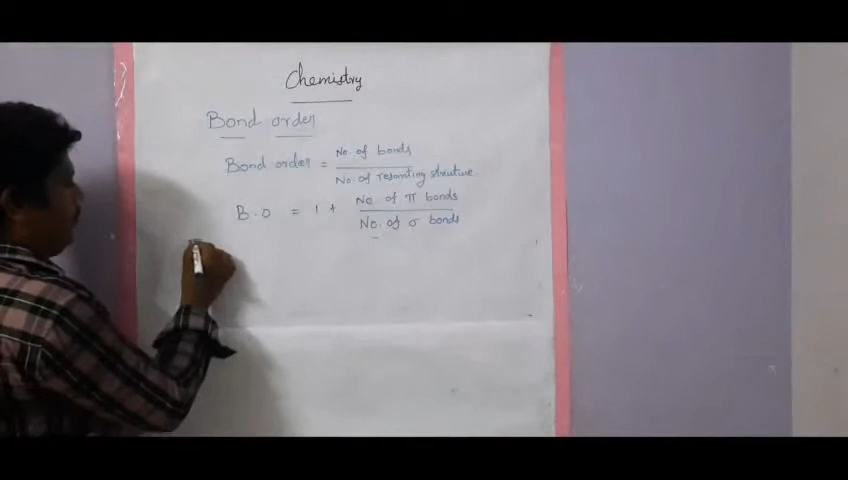 Chemistry
Bond order
Bond order = No. of bonds / No. of resonating structure
B.O = 1 + No. of π bonds / No. of σ bonds